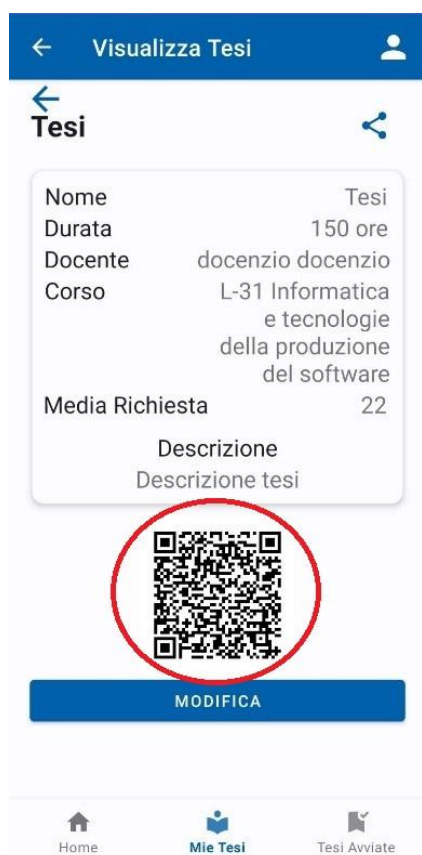 Visualizza Tesi
Tesi
Nome Tesi
Durata 150 ore
Docente docenzio docenzio
Corso L-31 Informatica
e tecnologie
della produzione
del software
Media Richiesta 22
Descrizione
Descrizione tesi
MODIFICA
Home Mie Tesi Tesi Avviate